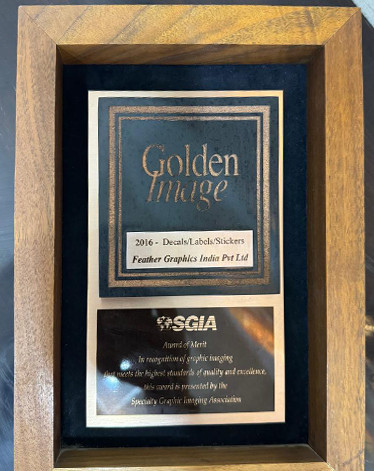 Golden
Image
2016 - Decals/Labels/Stickers
Feather Graphics India Pvt Ltd
SGIA
Award of Merit
In recognition of graphic imaging
that meets the highest standards of quality and excellence,
this award is presented by the
Specialty Graphic Imaging Association